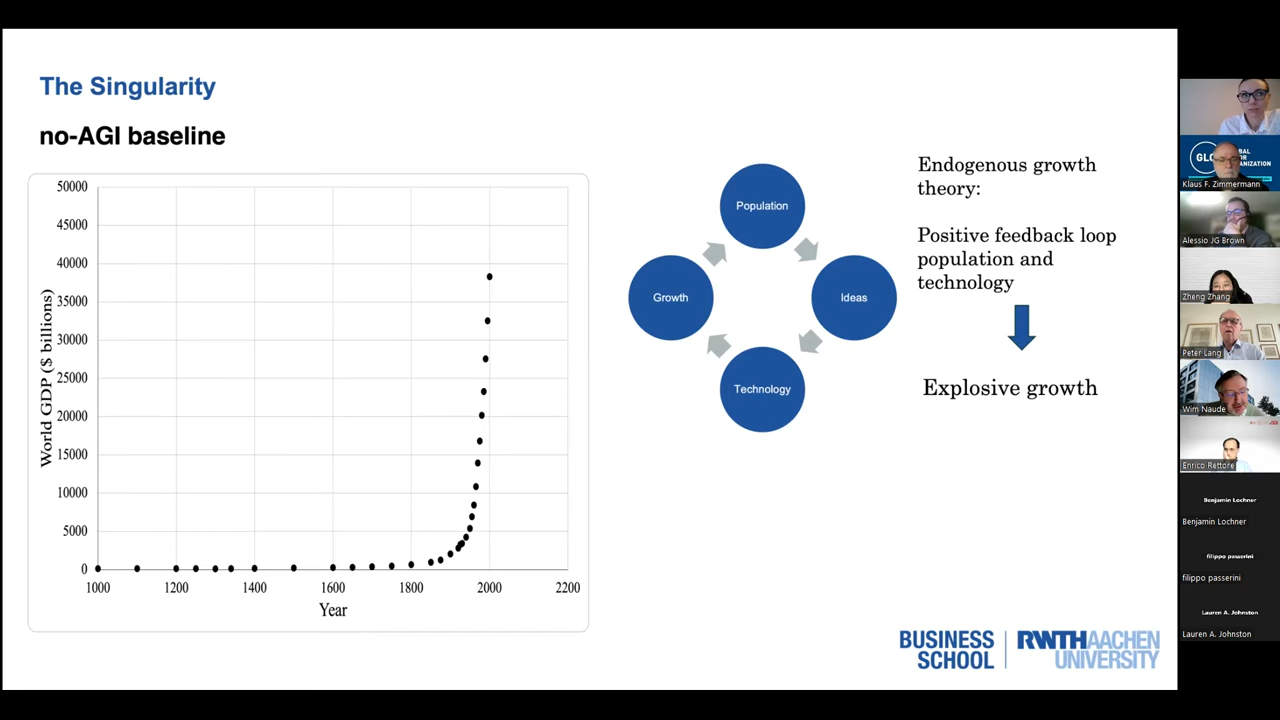 The Singularity
no-AGI baseline
50000
45000
40000
35000
30000
25000
20000
15000
10000
5000
0
World GDP ($ billions)
1000
1200
1400
1600
1800
2000
2200
Year
Population
Ideas
Technology
Growth
Endogenous growth
theory:
Positive feedback loop
population and
technology
Explosive growth
BUSINESS
SCHOOL
RWTHAACHEN
UNIVERSITY
Klaus F. Zimmermann
Alessio JG Brown
Zheng Zhang
Peter Lang
Wim Naude
Enrico Rettore
Benjamin Lochner
Benjamin Lochner
filippo passerini
filippo passerini
Lauren A. Johnston
Lauren A. Johnston